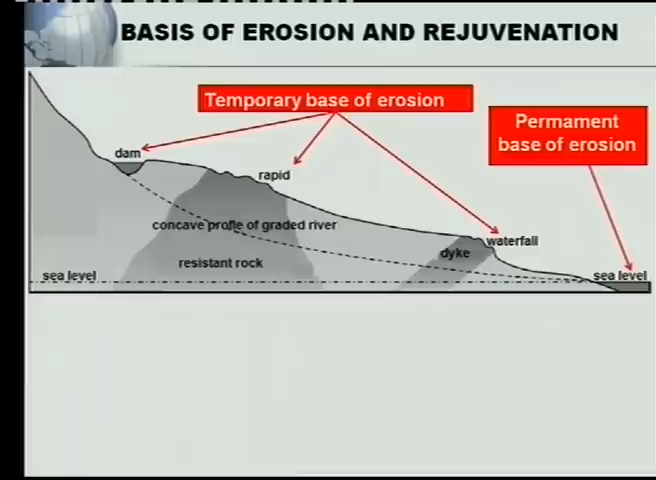 BASIS OF EROSION AND REJUVENATION
Temporary base of erosion
Permament
base of erosion
dam
rapid
concave profile of graded river
waterfall
dyke
resistant rock
sea level
sea level